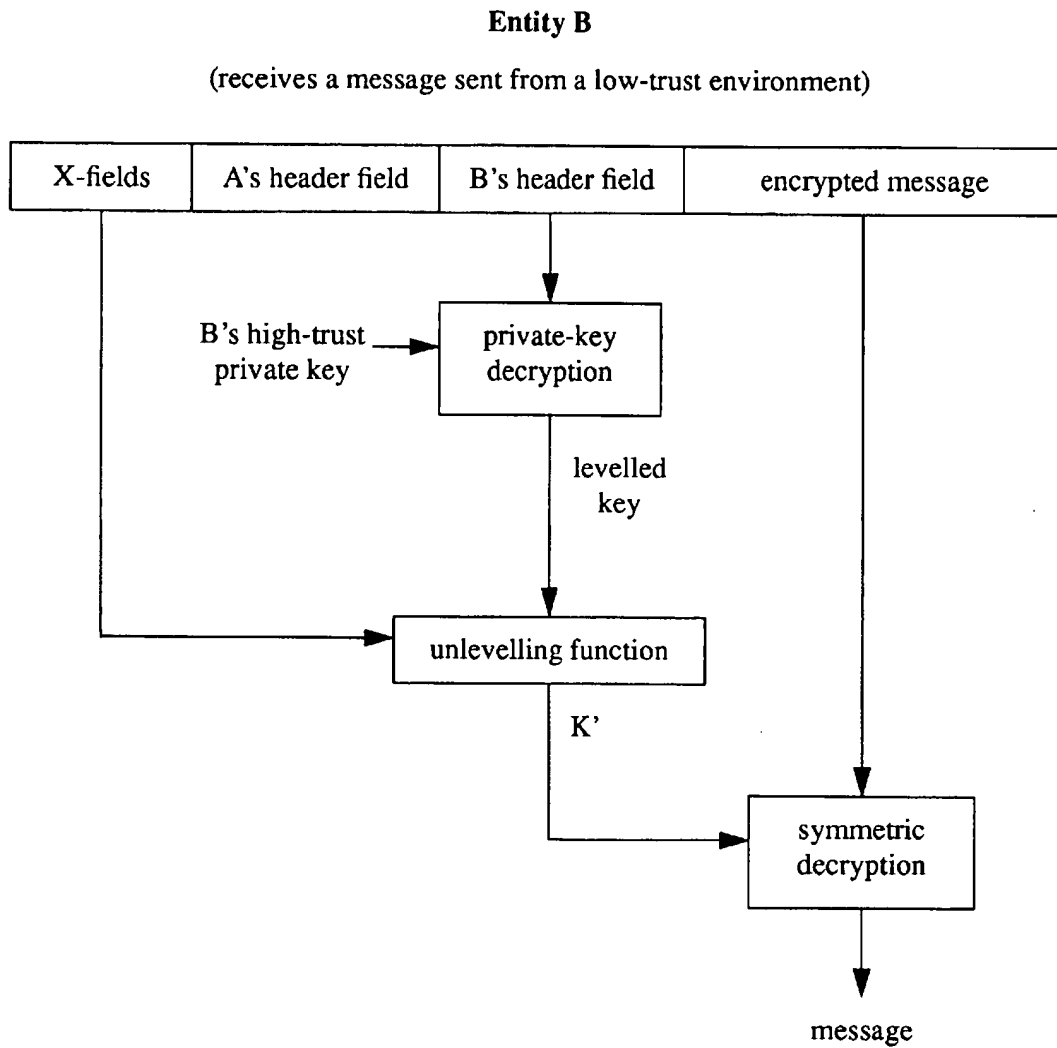 Entity B
(receives a message sent from a low-trust environment)
X-fields
A's header field
B's header field
encrypted message
B's high-trust
private key
private-key
decryption
levelled
key
unlevelling function
K'
symmetric
decryption
message